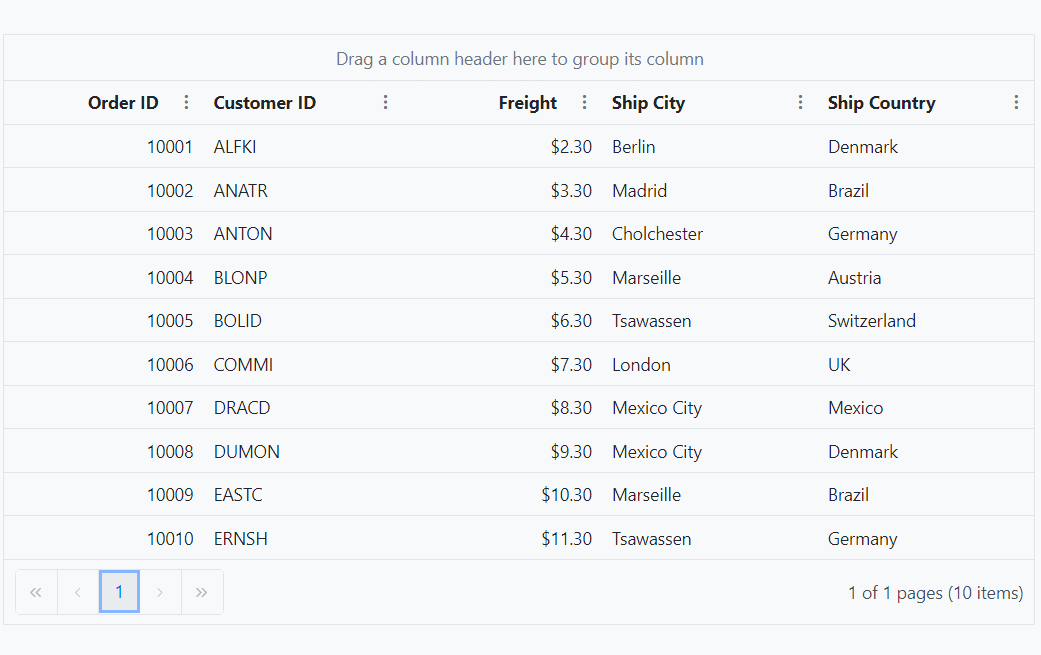 Drag a column header here to group its column
Order ID Customer ID Freight Ship City Ship Country
10001 ALFKI $2.30 Berlin Denmark
10002 ANATR $3.30 Madrid Brazil
10003 ANTON $4.30 Cholchester Germany
10004 BLONP $5.30 Marseille Austria
10005 BOLID $6.30 Tsawassen Switzerland
10006 COMMI $7.30 London UK
10007 DRACD $8.30 Mexico City Mexico
10008 DUMON $9.30 Mexico City Denmark
10009 EASTC $10.30 Marseille Brazil
10010 ERNSH $11.30 Tsawassen Germany
1 1 of 1 pages (10 items)